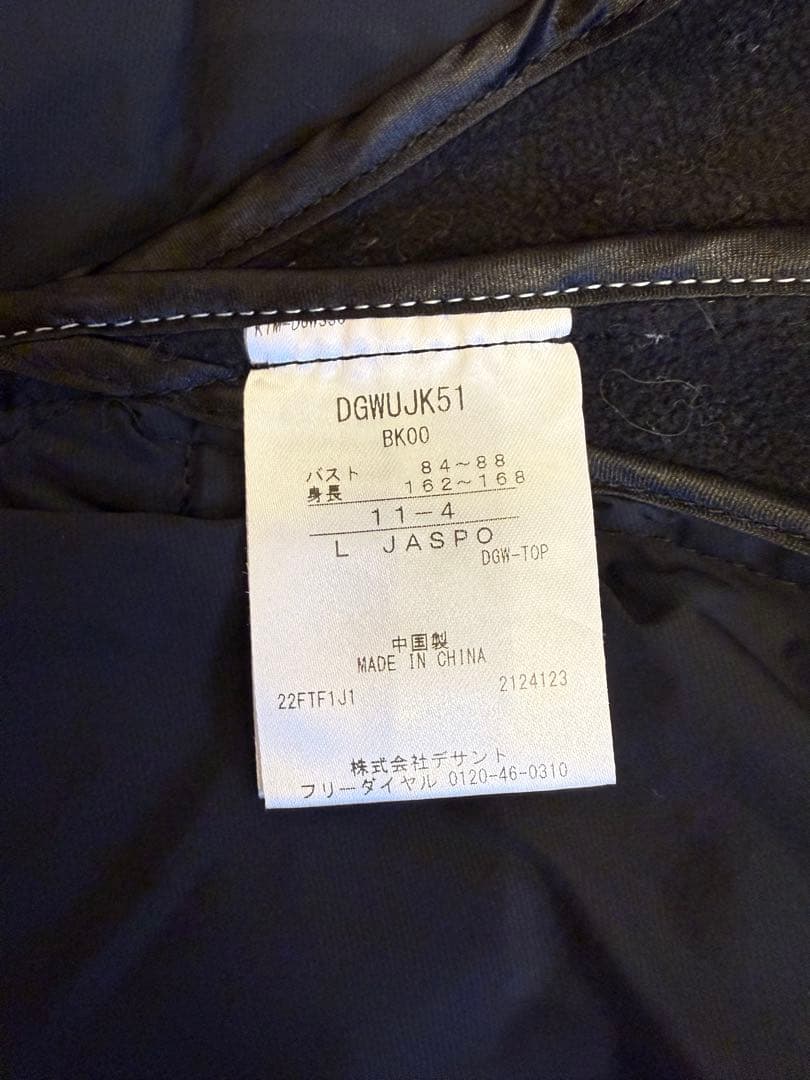 DGWUJK51
BK00
バスト 84～88
身長 162～168
11-4
L JASPO
DGW-TOP
中国製
MADE IN CHINA
22FTF1J1 2124123
株式会社デサント
フリーダイヤル 0120-46-0310